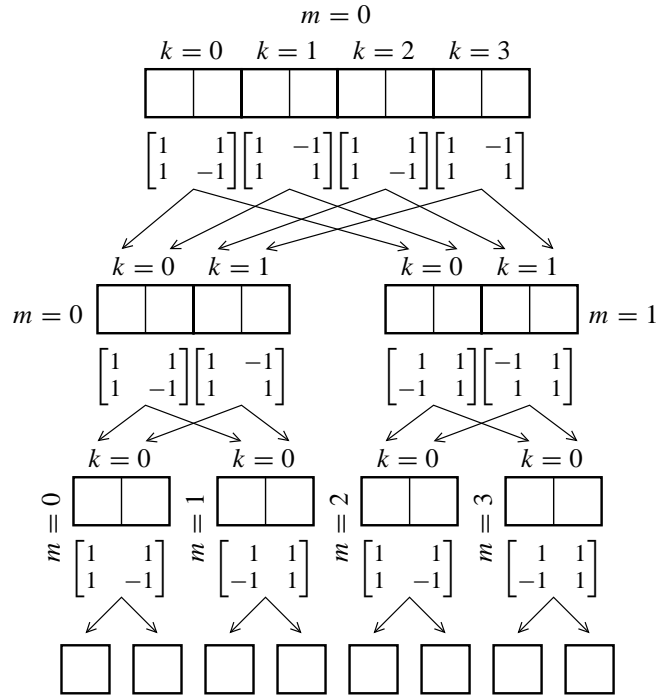 m = 0
k = 0 k = 1 k = 2 k = 3
[1 1] [1 −1] [1 1] [1 −1]
[1 −1] [1 1] [1 −1] [1 1]
k = 0 k = 1 k = 0 k = 1
m = 0 m = 1
[1 1] [1 −1] [1 1] [−1 1]
[1 −1] [1 1] [−1 1] [1 1]
k = 0 k = 0 k = 0 k = 0
m = 0 m = 1 m = 2 m = 3
[1 1] [1 1] [1 1] [1 1]
[1 −1] [−1 1] [1 −1] [−1 1]